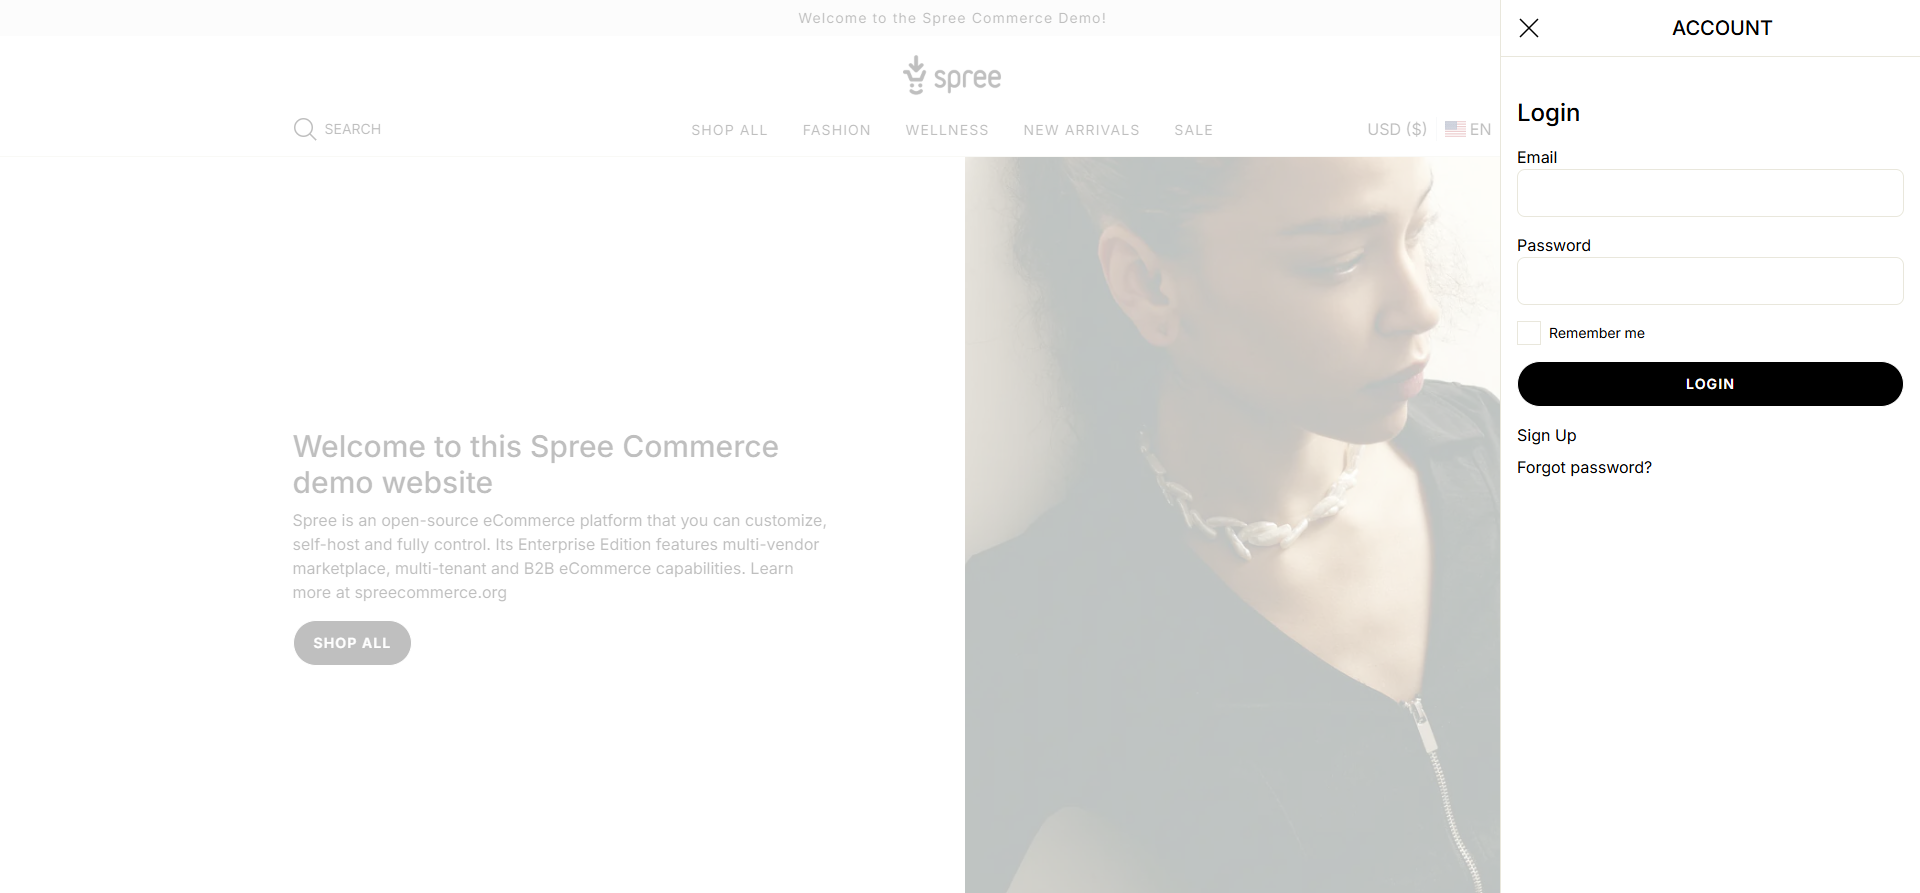 Welcome to the Spree Commerce Demo!
spree
SEARCH
SHOP ALL FASHION WELLNESS NEW ARRIVALS SALE
USD ($) EN
Welcome to this Spree Commerce
demo website
Spree is an open-source eCommerce platform that you can customize,
self-host and fully control. Its Enterprise Edition features multi-vendor
marketplace, multi-tenant and B2B eCommerce capabilities. Learn
more at spreecommerce.org
SHOP ALL
ACCOUNT
Login
Email
Password
Remember me
LOGIN
Sign Up
Forgot password?